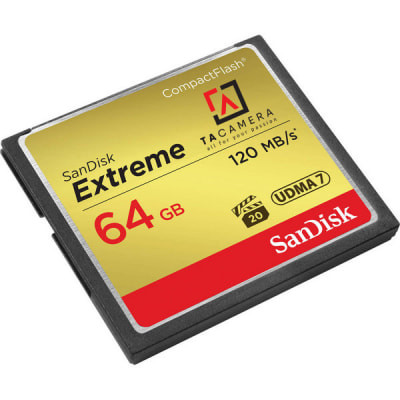 CompactFlash®
TACAMERA
all for your passion
SanDisk
Extreme
120 MB/s*
64 GB
20
UDMA 7
SanDisk